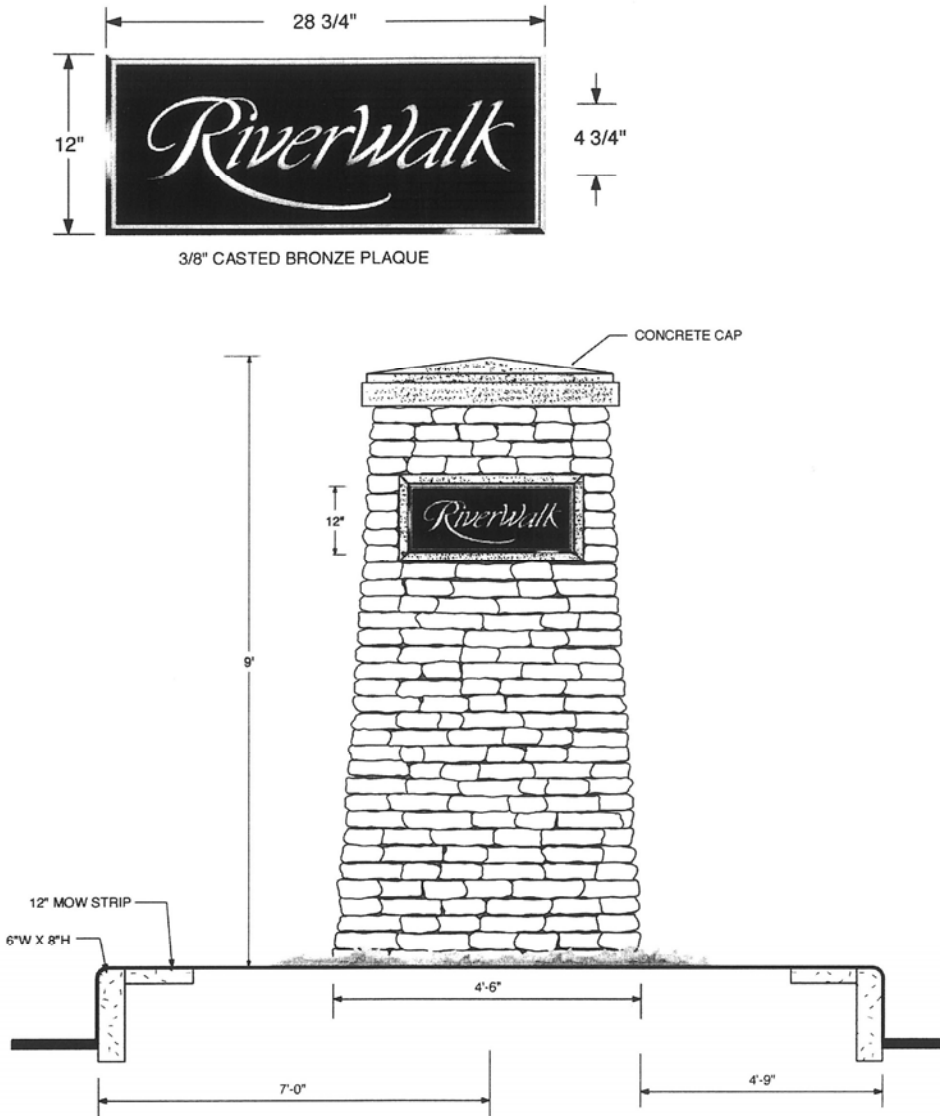 28 3/4"
12"
RiverWalk
4 3/4"
3/8" CASTED BRONZE PLAQUE
CONCRETE CAP
12"
RiverWalk
9'
12" MOW STRIP
6"W X 8"H
4'-6"
7'-0"
4'-9"